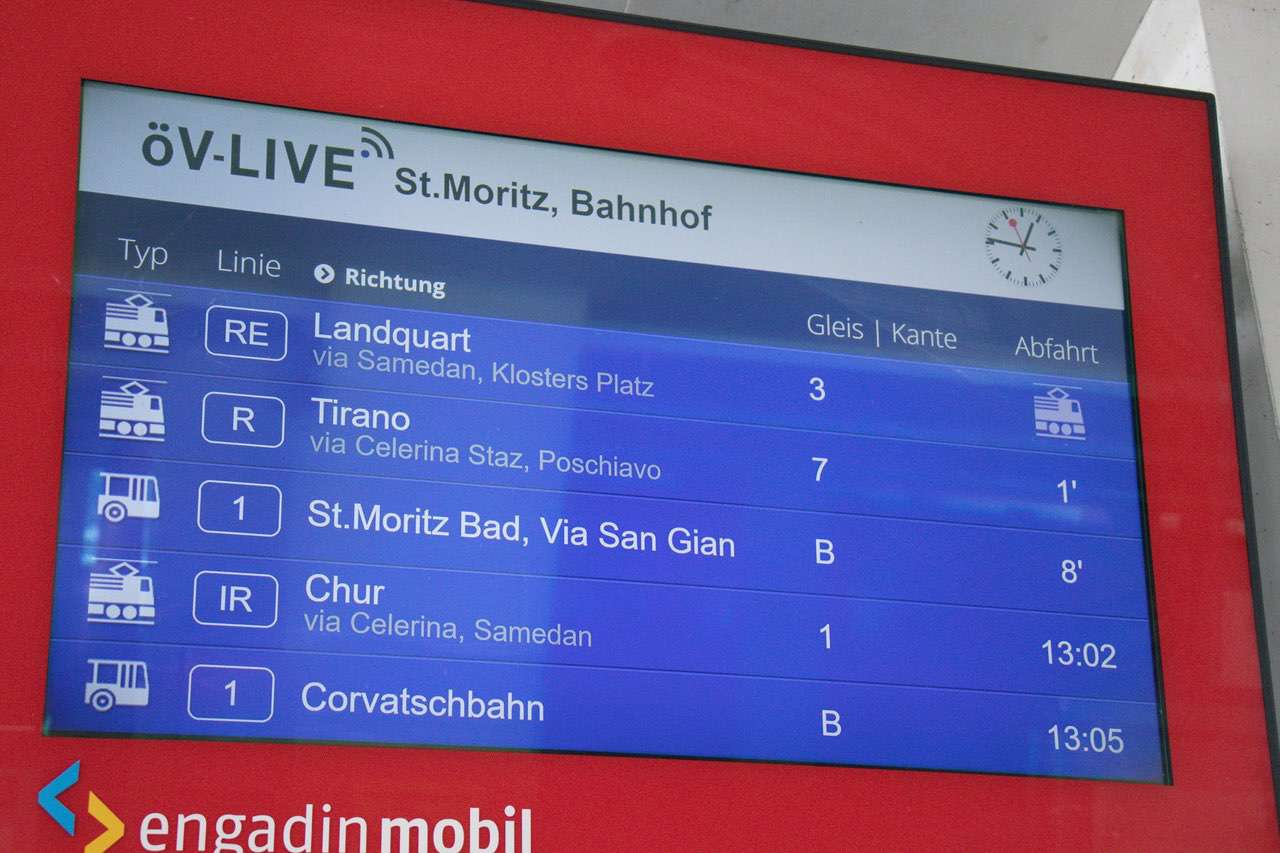 öV-LIVE St.Moritz, Bahnhof
Typ Linie Richtung Gleis | Kante Abfahrt
RE Landquart 3
via Samedan, Klosters Platz
R Tirano 7 1'
via Celerina Staz, Poschiavo
1 St.Moritz Bad, Via San Gian B 8'
IR Chur 1 13:02
via Celerina, Samedan
1 Corvatschbahn B 13:05
engadinmobil